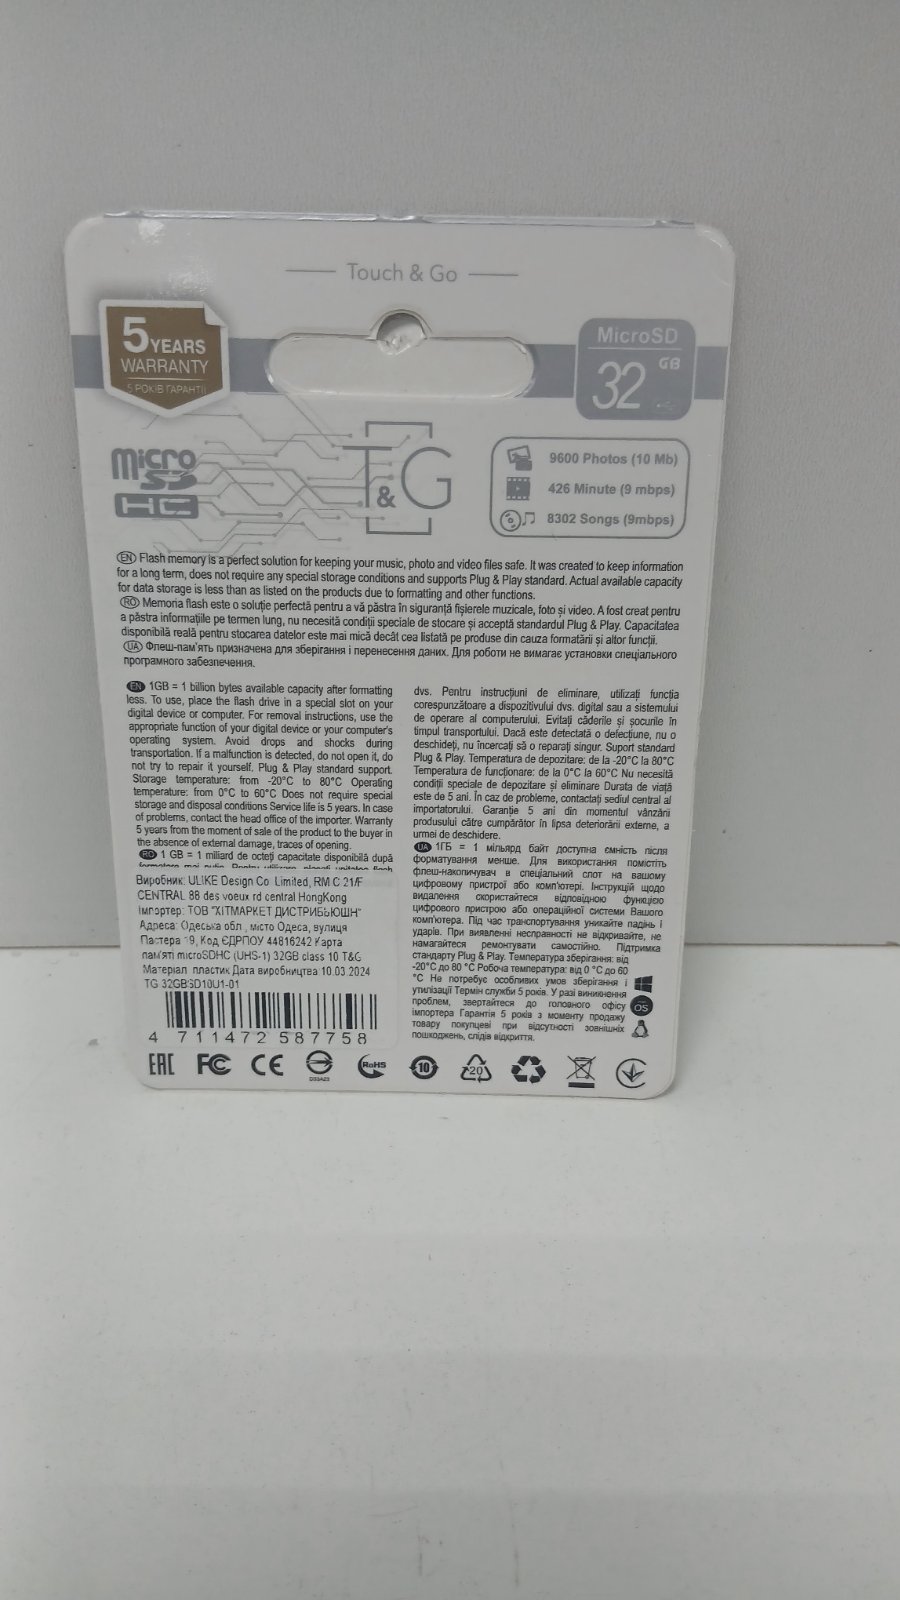 Touch & Go
5 YEARS
WARRANTY
5 РОКІВ ГАРАНТІЇ
MicroSD
32 GB
Micro
SD
HC
T&G
9600 Photos (10 Mb)
426 Minute (9 mbps)
8302 Songs (9mbps)
EN Flash memory is a perfect solution for keeping your music, photo and video files safe. It was created to keep information
for a long term, does not require any special storage conditions and supports Plug & Play standard. Actual available capacity
for data storage is less than as listed on the products due to formatting and other functions.
RO Memoria flash este o soluție perfectă pentru a vă păstra în siguranță fișierele muzicale, foto și video. A fost creat pentru
a păstra informațiile pe termen lung, nu necesită condiții speciale de stocare și acceptă standardul Plug & Play. Capacitatea
disponibilă reală pentru stocarea datelor este mai mică decât cea listată pe produse din cauza formatării și altor funcții.
UA Флеш-пам'ять призначена для зберігання і перенесення даних. Для роботи не вимагає установки спеціального
програмного забезпечення.
EN 1GB = 1 billion bytes available capacity after formatting
less. To use, place the flash drive in a special slot on your
digital device or computer. For removal instructions, use the
appropriate function of your digital device or your computer's
operating system. Avoid drops and shocks during
transportation. If a malfunction is detected, do not open it, do
not try to repair it yourself. Plug & Play standard support.
Storage temperature: from -20°C to 80°C Operating
temperature: from 0°C to 60°C Does not require special
storage and disposal conditions Service life is 5 years. In case
of problems, contact the head office of the importer. Warranty
5 years from the moment of sale of the product to the buyer in
the absence of external damage, traces of opening.
RO 1 GB = 1 miliard de octeți capacitate disponibilă după
dvs. Pentru instrucțiuni de eliminare, utilizați funcția
corespunzătoare a dispozitivului dvs. digital sau a sistemului
de operare al computerului. Evitați căderile și șocurile în
timpul transportului. Dacă este detectată o defecțiune, nu o
deschideți, nu încercați să o reparați singur. Suport standard
Plug & Play. Temperatura de depozitare: de la -20°C la 80°C
Temperatura de funcționare: de la 0°C la 60°C Nu necesită
condiții speciale de depozitare și eliminare Durata de viață
este de 5 ani. În caz de probleme, contactați sediul central al
importatorului. Garanție 5 ani din momentul vânzării
produsului către cumpărător în lipsa deteriorării externe, a
urmei de deschidere.
UA 1ГБ = 1 мільярд байт доступна ємність після
форматування менше. Для використання помістіть
флеш-накопичувач в спеціальний слот на вашому
цифровому пристрої або комп'ютері. Інструкцій щодо
видалення скористайтеся відповідною функцією
цифрового пристрою або операційної системи Вашого
комп'ютера. Під час транспортування уникайте падінь і
ударів. При виявленні несправності не відкривайте, не
намагайтеся ремонтувати самостійно. Підтримка
стандарту Plug & Play. Температура зберігання: від
-20°C до 80 °C Робоча температура: від 0 °C до 60
°C Не потребує особливих умов зберігання і
утилізації Термін служби 5 років. У разі виникнення
проблем, звертайтеся до головного офісу
імпортера Гарантія 5 років з моменту продажу
товару покупцеві при відсутності зовнішніх
пошкоджень, слідів відкриття.
OS
Виробник: ULIKE Design Co Limited, RM C 21/F
CENTRAL 88 des voeux rd central HongKong
Імпортер: ТОВ "ХІТМАРКЕТ ДИСТРИБЬЮШН"
Адреса: Одеська обл., місто Одеса, вулиця
Пастера 19, Код ЄДРПОУ 44816242 Карта
пам'яті microSDHC (UHS-1) 32GB class 10 T&G
Матеріал: пластик Дата виробництва 10.03.2024
TG 32GBSD10U1-01
4 711472 587758
EAC FC CE RoHS 10 20